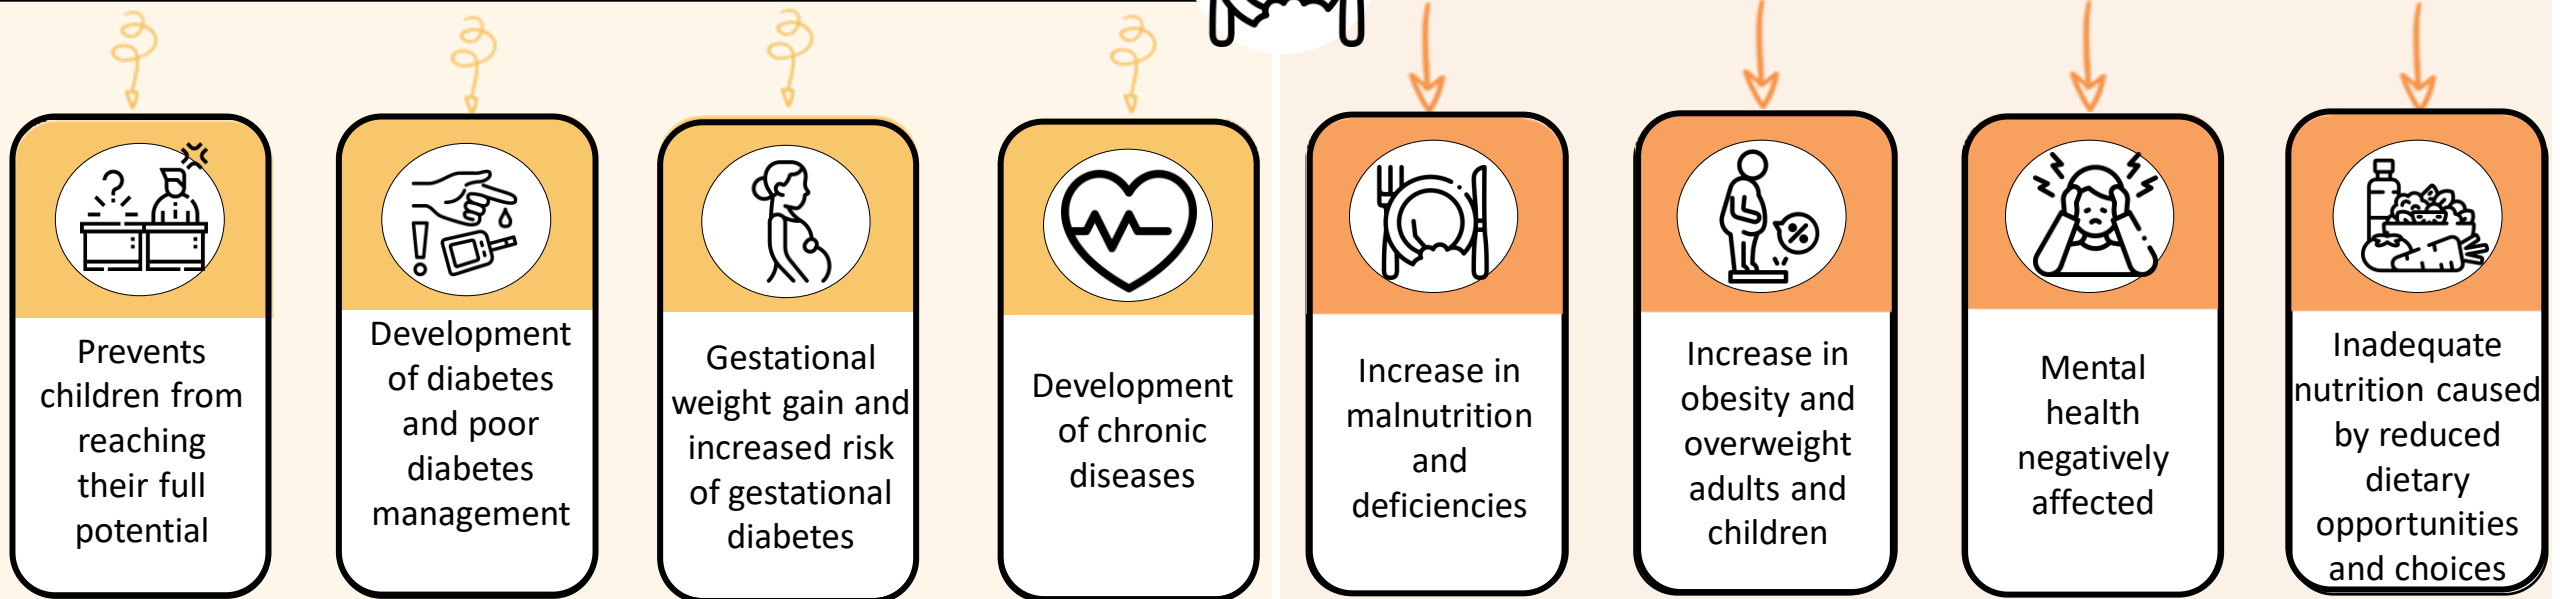 Prevents
children from
reaching
their full
potential
Development
of diabetes
and poor
diabetes
management
Gestational
weight gain and
increased risk
of gestational
diabetes
Development
of chronic
diseases
Increase in
malnutrition
and
deficiencies
Increase in
obesity and
overweight
adults and
children
Mental
health
negatively
affected
Inadequate
nutrition caused
by reduced
dietary
opportunities
and choices